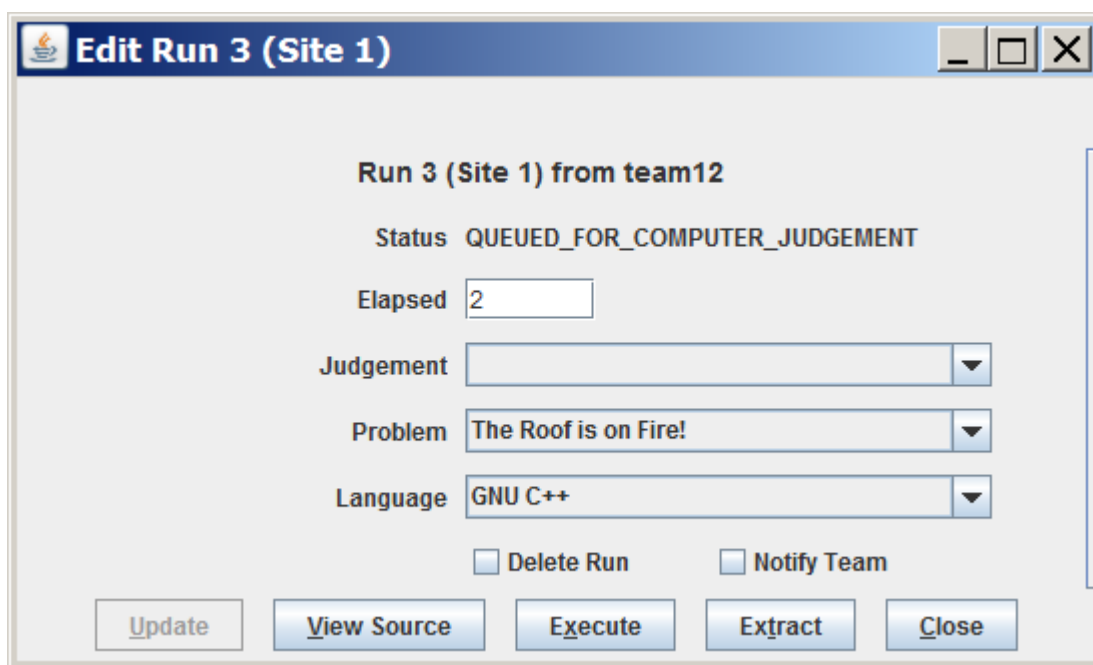 Edit Run 3 (Site 1)
Run 3 (Site 1) from team12
Status QUEUED_FOR_COMPUTER_JUDGEMENT
Elapsed 2
Judgement
Problem The Roof is on Fire!
Language GNU C++
Delete Run Notify Team
Update View Source Execute Extract Close